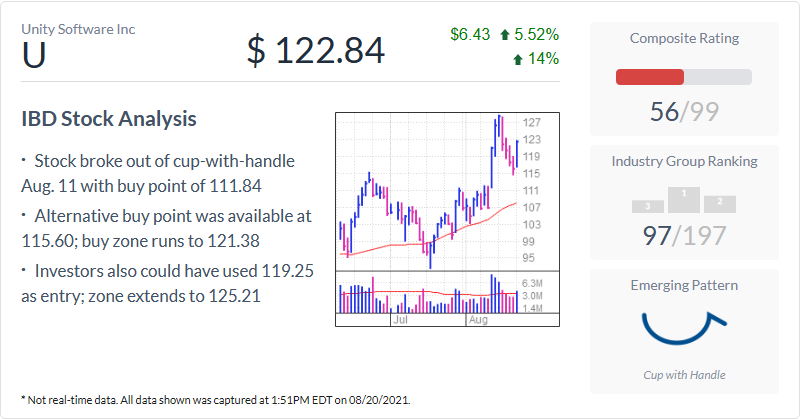 Unity Software Inc
U
$ 122.84
$6.43 5.52%
14%
IBD Stock Analysis
· Stock broke out of cup-with-handle
Aug. 11 with buy point of 111.84
· Alternative buy point was available at
115.60; buy zone runs to 121.38
· Investors also could have used 119.25
as entry; zone extends to 125.21
127
123
119
115
111
107
103
99
95
6.3M
3.0M
1.4M
Jul
Aug
Composite Rating
56/99
Industry Group Ranking
3
1
2
97/197
Emerging Pattern
Cup with Handle
* Not real-time data. All data shown was captured at 1:51PM EDT on 08/20/2021.